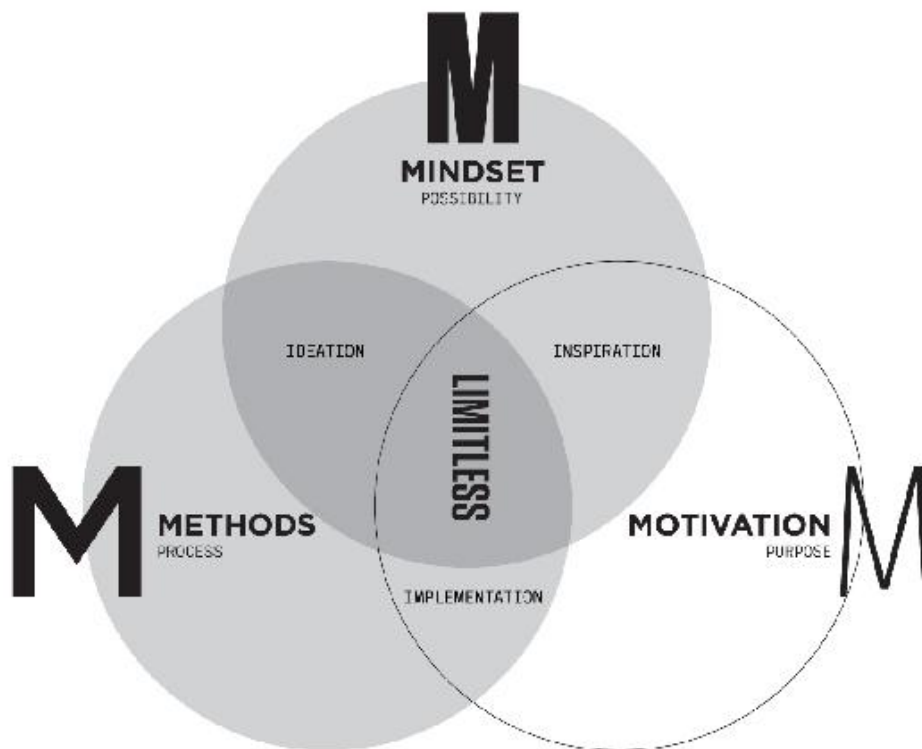 M
MINDSET
POSSIBILITY
IDEATION
INSPIRATION
LIMITLESS
M
METHODS
PROCESS
MOTIVATION
PURPOSE
M
IMPLEMENTATION